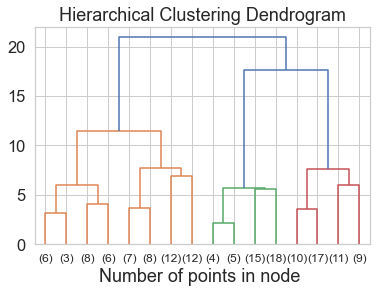 Hierarchical Clustering Dendrogram
20
15
10
5
0
(6) (3) (8) (6) (7) (8) (12)(12) (4) (5) (15)(18)(10)(17)(11) (9)
Number of points in node